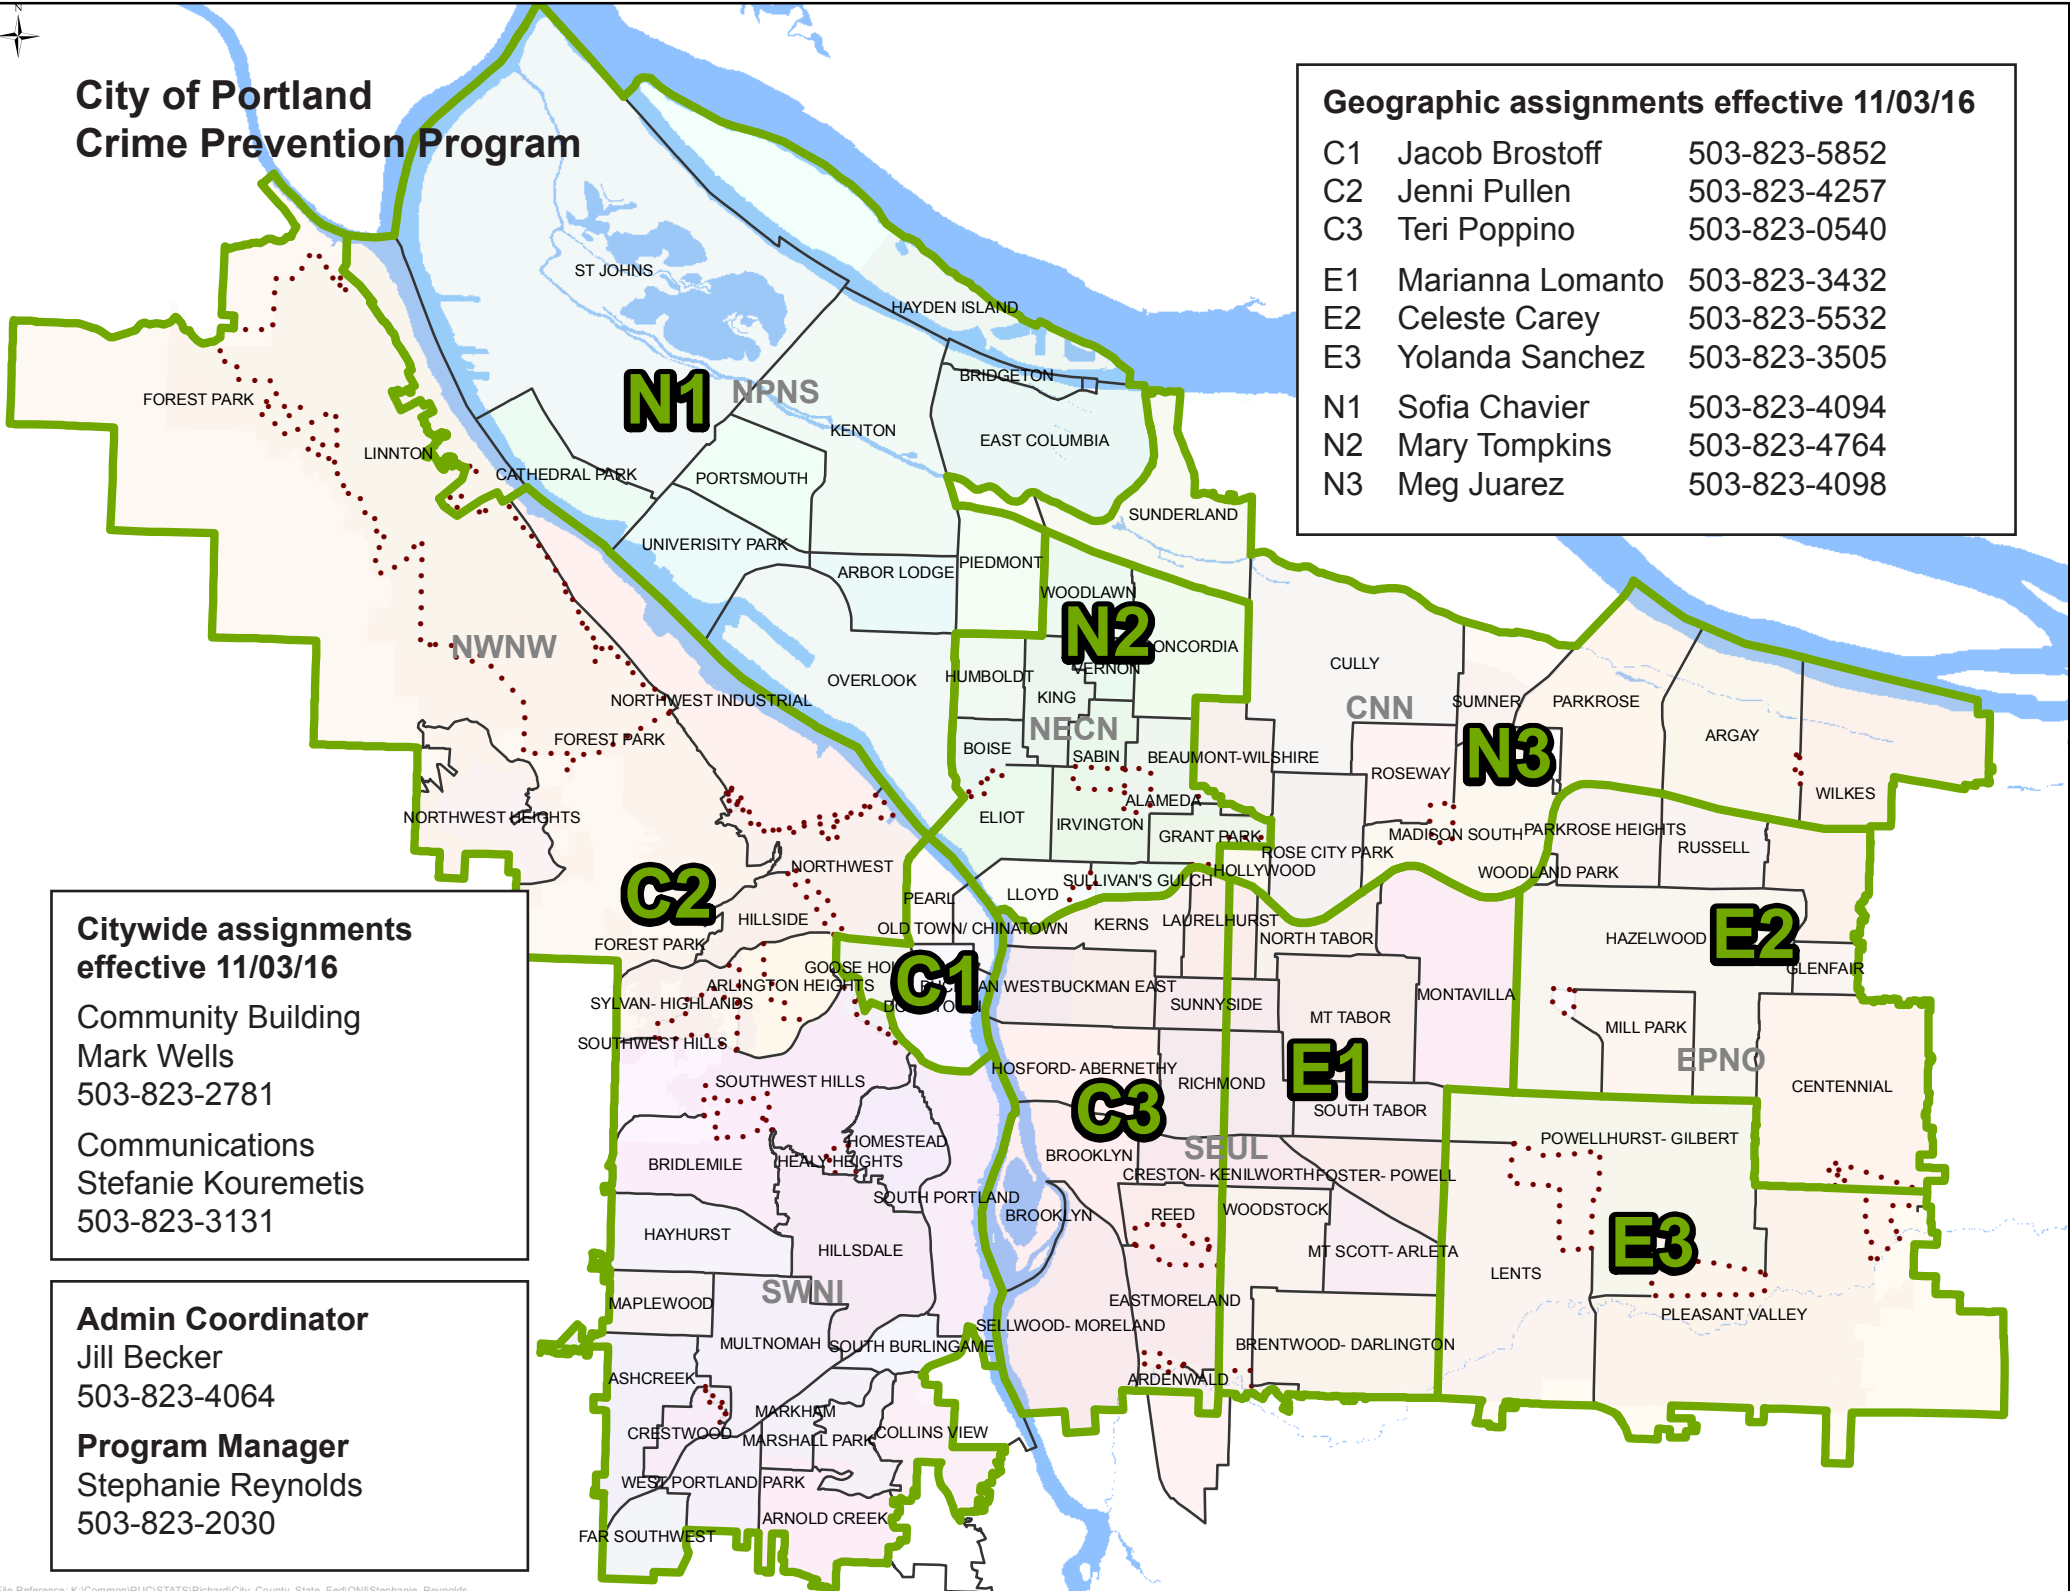 N
City of Portland
Crime Prevention Program
Geographic assignments effective 11/03/16
C1 Jacob Brostoff 503-823-5852
C2 Jenni Pullen 503-823-4257
C3 Teri Poppino 503-823-0540
E1 Marianna Lomanto 503-823-3432
E2 Celeste Carey 503-823-5532
E3 Yolanda Sanchez 503-823-3505
N1 Sofia Chavier 503-823-4094
N2 Mary Tompkins 503-823-4764
N3 Meg Juarez 503-823-4098
ST JOHNS
HAYDEN ISLAND
BRIDGETON
N1
NPNS
FOREST PARK
KENTON
EAST COLUMBIA
LINNTON
CATHEDRAL PARK
PORTSMOUTH
SUNDERLAND
UNIVERISITY PARK
ARBOR LODGE
PIEDMONT
WOODLAWN
N2
ONCORDIA
NWNW
VERNON
CULLY
OVERLOOK
HUMBOLDT
KING
NORTHWEST INDUSTRIAL
CNN
SUMNER
PARKROSE
NECN
ARGAY
FOREST PARK
BOISE
SABIN
BEAUMONT-WILSHIRE
N3
ROSEWAY
WILKES
NORTHWEST HEIGHTS
ELIOT
ALAMEDA
IRVINGTON
GRANT PARK
MADISON SOUTH
PARKROSE HEIGHTS
RUSSELL
ROSE CITY PARK
NORTHWEST
HOLLYWOOD
WOODLAND PARK
SULLIVAN'S GULCH
C2
PEARL
LLOYD
HILLSIDE
OLD TOWN/ CHINATOWN
KERNS
LAURELHURST
FOREST PARK
NORTH TABOR
HAZELWOOD
E2
GOOSE HO
C1
GLENFAIR
ARLINGTON HEIGHTS
AN WEST
BUCKMAN EAST
SYLVAN- HIGHLANDS
SUNNYSIDE
MONTAVILLA
MT TABOR
MILL PARK
SOUTHWEST HILLS
EPNO
SOUTHWEST HILLS
HOSFORD- ABERNETHY
RICHMOND
E1
CENTENNIAL
C3
SOUTH TABOR
HOMESTEAD
POWELLHURST- GILBERT
BRIDLEMILE
HEALY HEIGHTS
BROOKLYN
SEUL
CRESTON- KENILWORTH
FOSTER- POWELL
SOUTH PORTLAND
BROOKLYN
REED
WOODSTOCK
HAYHURST
HILLSDALE
MT SCOTT- ARLETA
E3
LENTS
SWNI
MAPLEWOOD
EASTMORELAND
PLEASANT VALLEY
SELLWOOD- MORELAND
MULTNOMAH
SOUTH BURLINGAME
BRENTWOOD- DARLINGTON
ASHCREEK
ARDENWALD
MARKHAM
CRESTWOOD
MARSHALL PARK
COLLINS VIEW
WEST PORTLAND PARK
ARNOLD CREEK
FAR SOUTHWEST
Citywide assignments
effective 11/03/16
Community Building
Mark Wells
503-823-2781
Communications
Stefanie Kouremetis
503-823-3131
Admin Coordinator
Jill Becker
503-823-4064
Program Manager
Stephanie Reynolds
503-823-2030